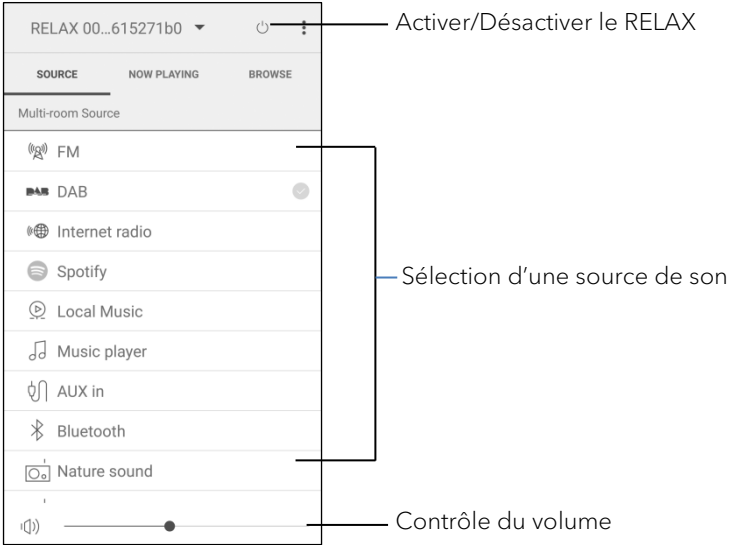 RELAX 00...615271b0
Activer/Désactiver le RELAX
SOURCE NOW PLAYING BROWSE
Multi-room Source
FM
DAB DAB
Internet radio
Spotify
Sélection d’une source de son
Local Music
Music player
AUX in
Bluetooth
Nature sound
Contrôle du volume